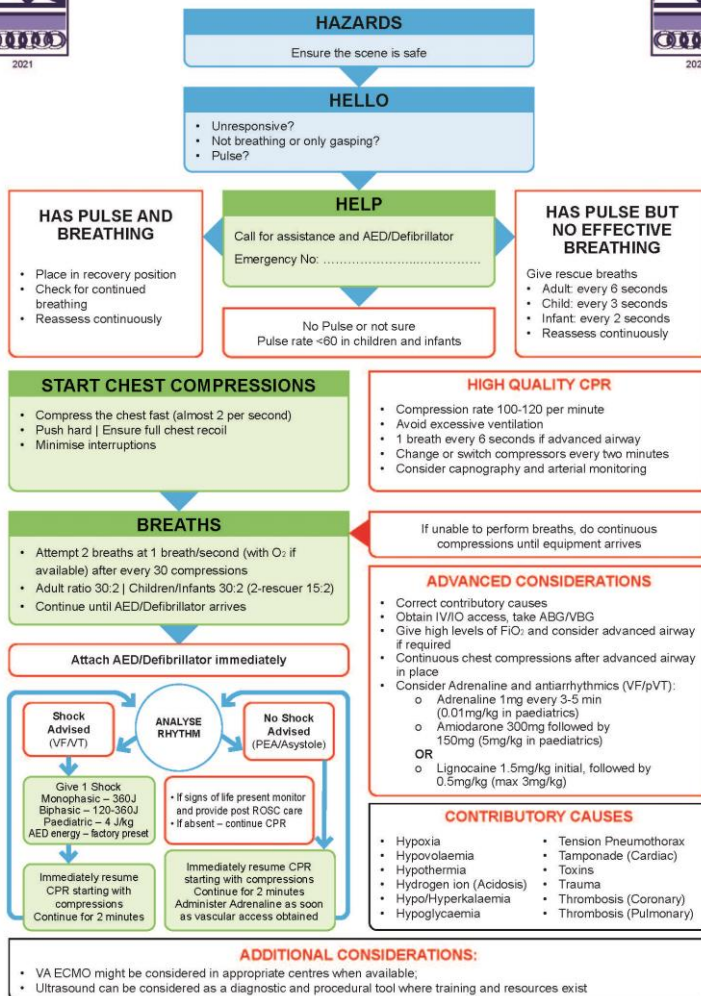 2021
202
HAZARDS
Ensure the scene is safe
HELLO
• Unresponsive?
• Not breathing or only gasping?
• Pulse?
HAS PULSE AND
BREATHING
• Place in recovery position
• Check for continued
breathing
• Reassess continuously
HELP
Call for assistance and AED/Defibrillator
Emergency No: ……………………..……………
No Pulse or not sure
Pulse rate <60 in children and infants
HAS PULSE BUT
NO EFFECTIVE
BREATHING
Give rescue breaths
• Adult: every 6 seconds
• Child: every 3 seconds
• Infant: every 2 seconds
• Reassess continuously
START CHEST COMPRESSIONS
• Compress the chest fast (almost 2 per second)
• Push hard | Ensure full chest recoil
• Minimise interruptions
HIGH QUALITY CPR
• Compression rate 100-120 per minute
• Avoid excessive ventilation
• 1 breath every 6 seconds if advanced airway
• Change or switch compressors every two minutes
• Consider capnography and arterial monitoring
BREATHS
• Attempt 2 breaths at 1 breath/second (with O₂ if
available) after every 30 compressions
• Adult ratio 30:2 | Children/Infants 30:2 (2-rescuer 15:2)
• Continue until AED/Defibrillator arrives
If unable to perform breaths, do continuous
compressions until equipment arrives
Attach AED/Defibrillator immediately
Shock
Advised
(VF/VT)
ANALYSE
RHYTHM
No Shock
Advised
(PEA/Asystole)
Give 1 Shock
Monophasic – 360J
Biphasic – 120-360J
Paediatric – 4 J/kg
AED energy – factory preset
• If signs of life present monitor
and provide post ROSC care
• If absent – continue CPR
Immediately resume
CPR starting with
compressions
Continue for 2 minutes
Immediately resume CPR
starting with compressions
Continue for 2 minutes
Administer Adrenaline as soon
as vascular access obtained
ADVANCED CONSIDERATIONS
• Correct contributory causes
• Obtain IV/IO access, take ABG/VBG
• Give high levels of FiO₂ and consider advanced airway
if required
• Continuous chest compressions after advanced airway
in place
• Consider Adrenaline and antiarrhythmics (VF/pVT):
o Adrenaline 1mg every 3-5 min
(0.01mg/kg in paediatrics)
o Amiodarone 300mg followed by
150mg (5mg/kg in paediatrics)
OR
o Lignocaine 1.5mg/kg initial, followed by
0.5mg/kg (max 3mg/kg)
CONTRIBUTORY CAUSES
• Hypoxia
• Hypovolaemia
• Hypothermia
• Hydrogen ion (Acidosis)
• Hypo/Hyperkalaemia
• Hypoglycaemia
• Tension Pneumothorax
• Tamponade (Cardiac)
• Toxins
• Trauma
• Thrombosis (Coronary)
• Thrombosis (Pulmonary)
ADDITIONAL CONSIDERATIONS:
• VA ECMO might be considered in appropriate centres when available;
• Ultrasound can be considered as a diagnostic and procedural tool where training and resources exist